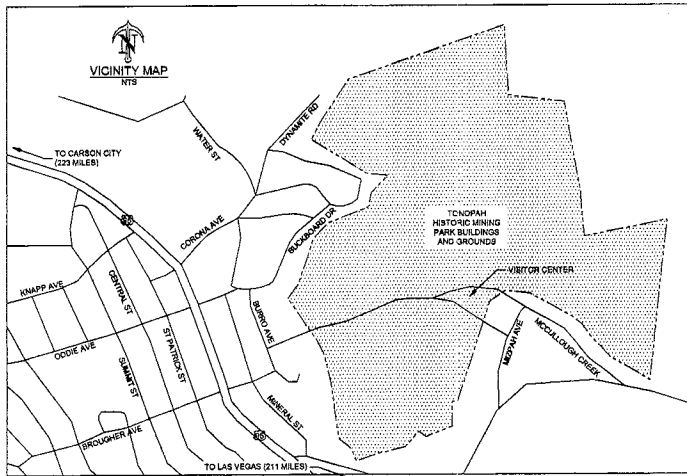 N
VICINITY MAP
NTS
TO CARSON CITY
(223 MILES)
WATER ST
DYNAMITE RD
95
CORONA AVE
BUCKBOARD DR
TONOPAH
HISTORIC MINING
PARK BUILDINGS
AND GROUNDS
VISITOR CENTER
KNAPP AVE
CENTRAL ST
ST PATRICK ST
BURRO AVE
MIZPAH AVE
MCCULLOUGH CREEK
ODDIE AVE
SUMMIT ST
MINERAL ST
BROUGHER AVE
95
TO LAS VEGAS (211 MILES)